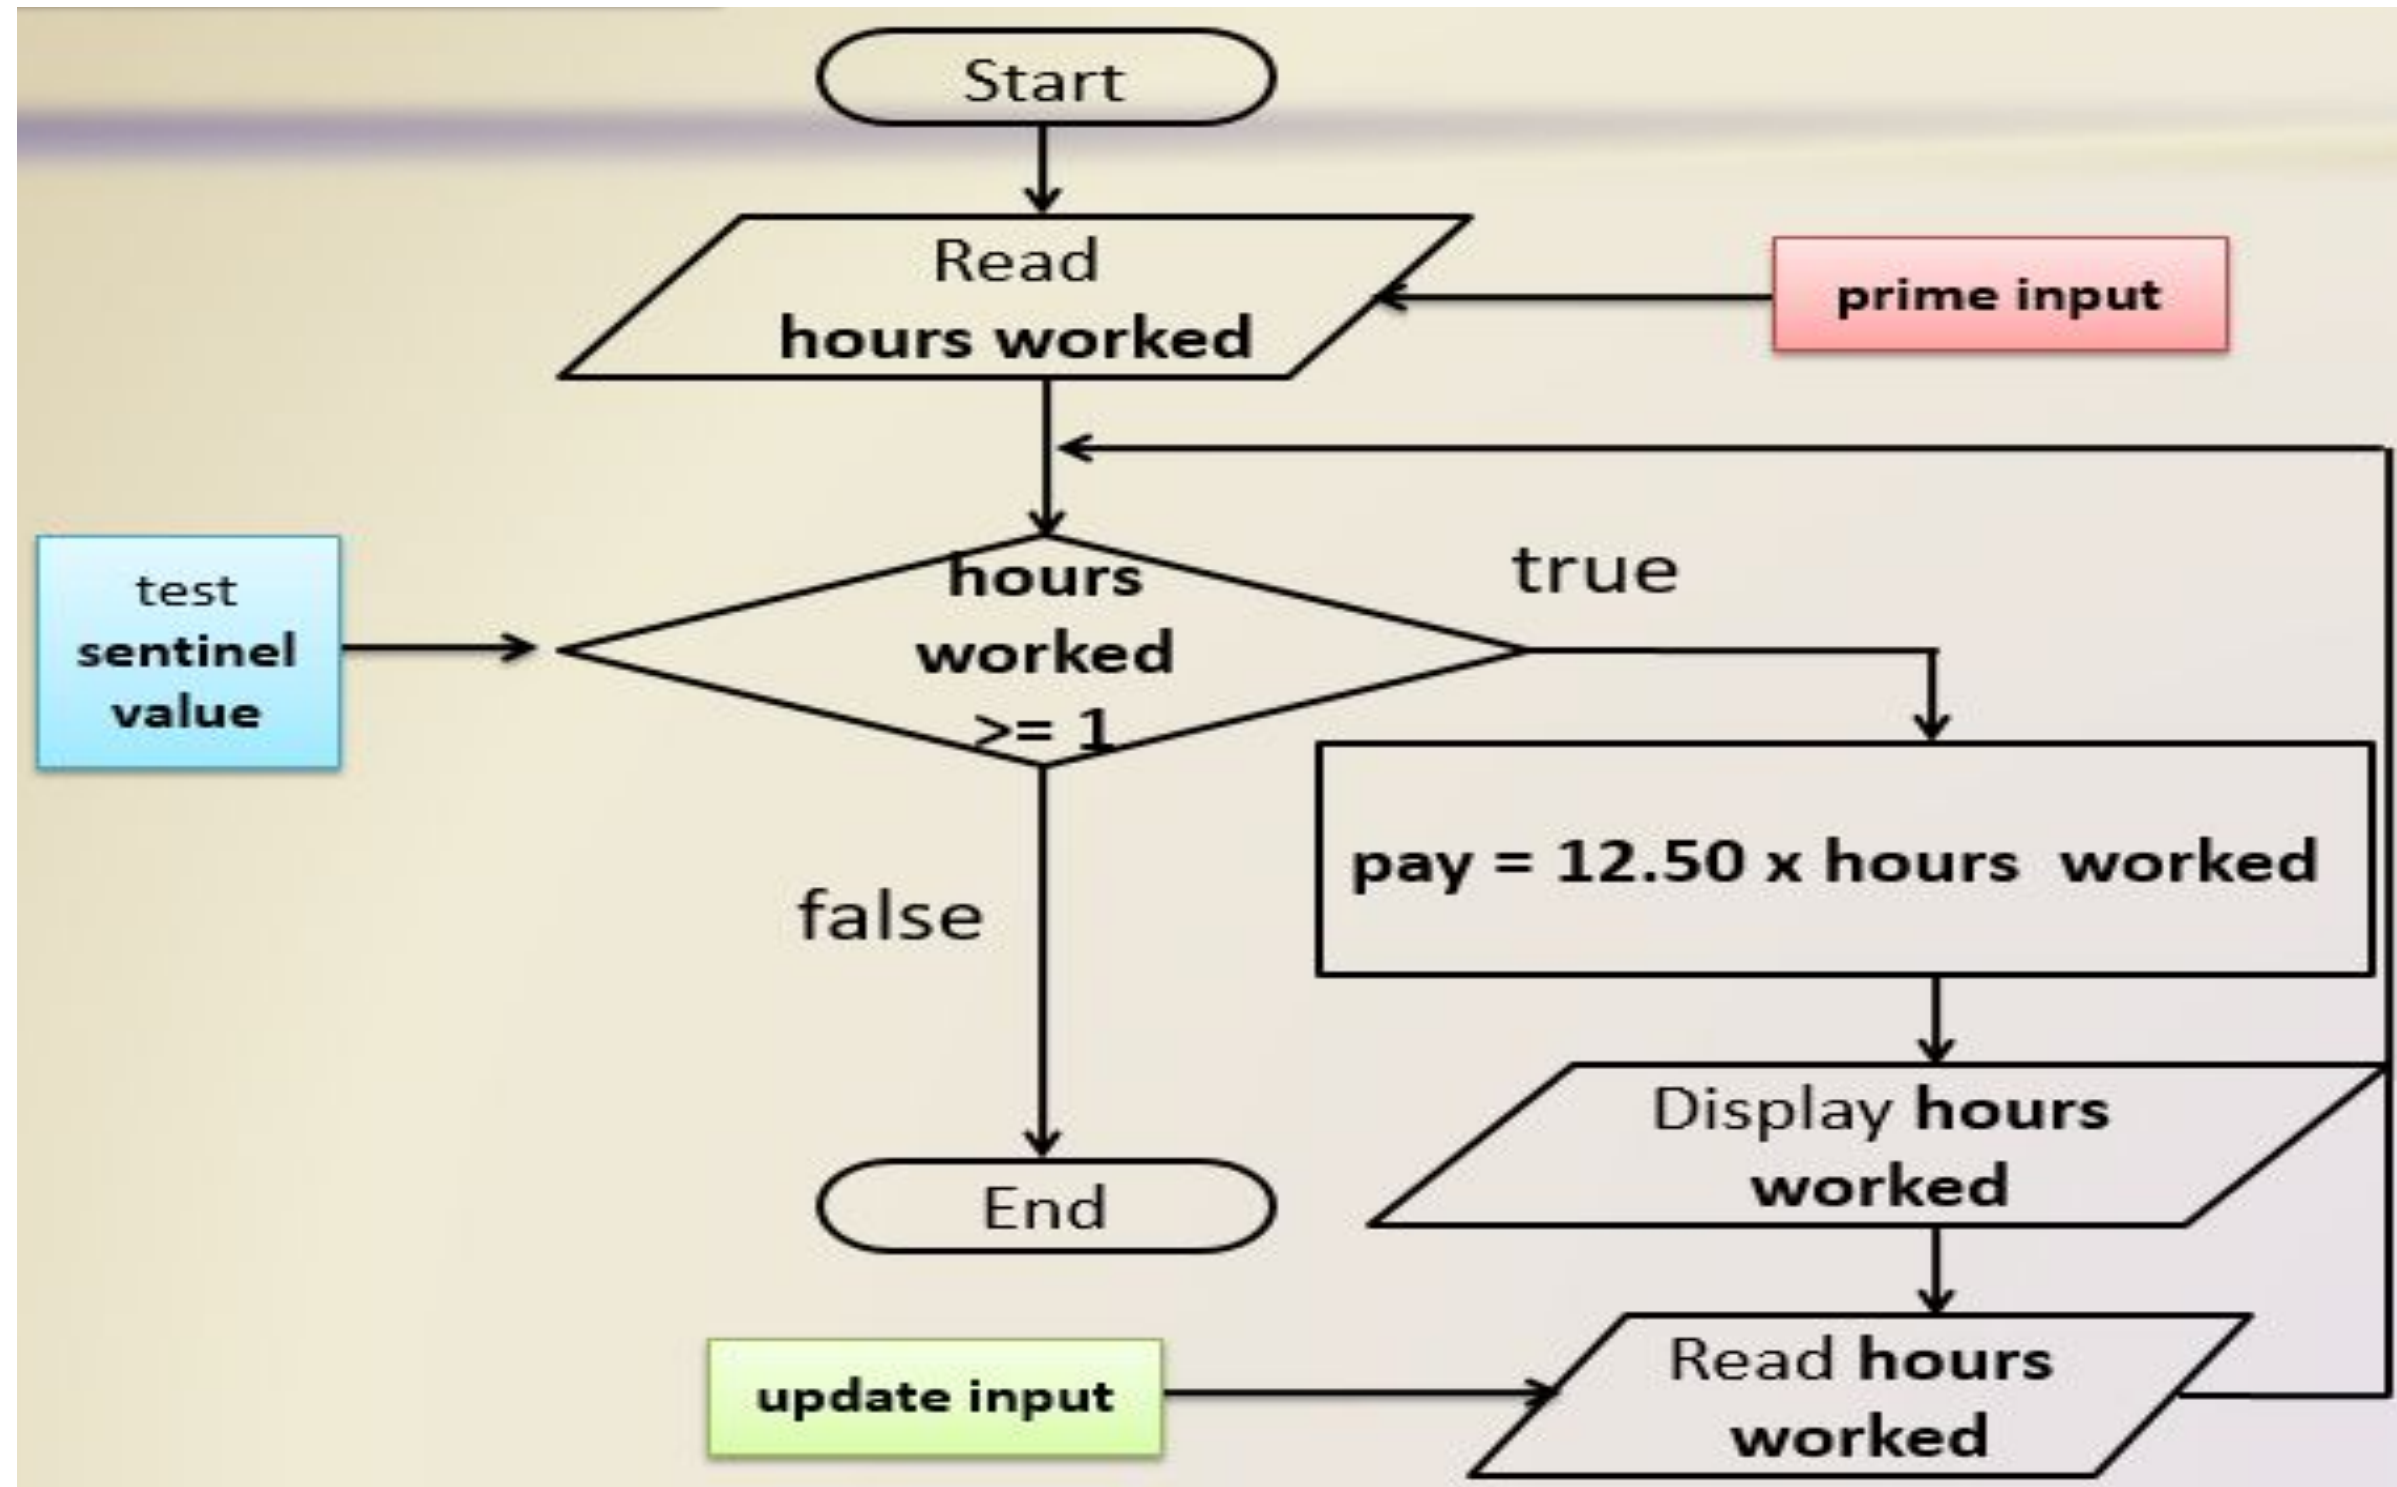 Start
Read
hours worked
prime input
test
sentinel
value
hours
worked
>= 1
true
pay = 12.50 x hours worked
false
Display hours
worked
End
update input
Read hours
worked